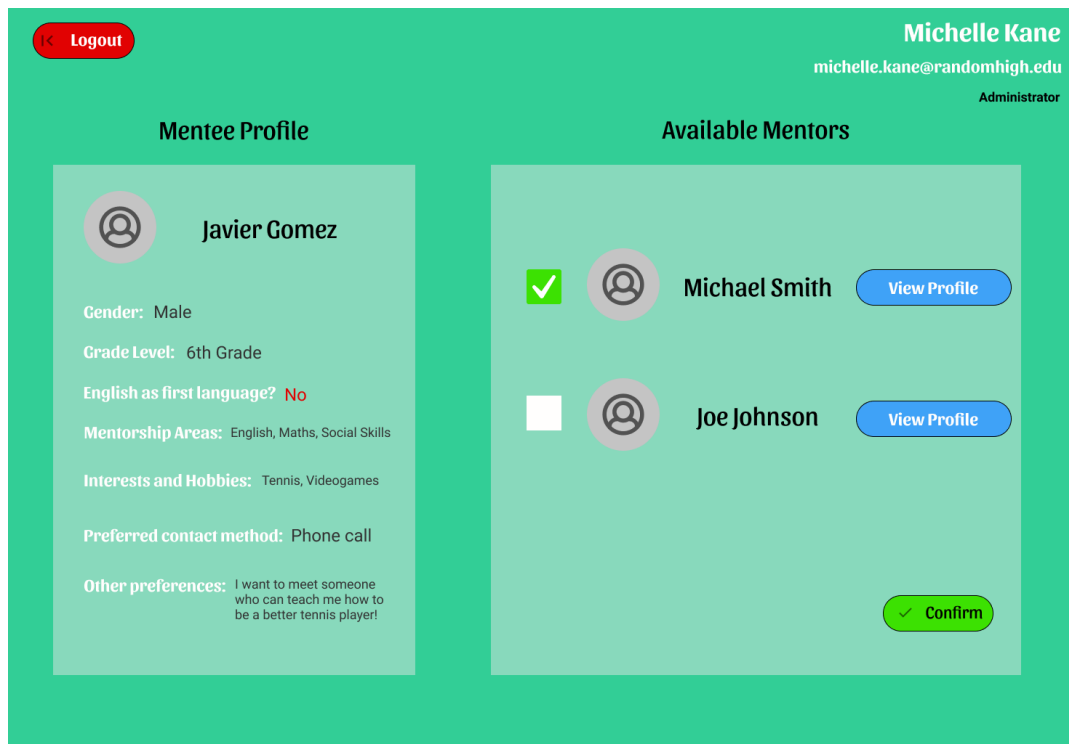 Logout
Michelle Kane
michelle.kane@randomhigh.edu
Administrator
Mentee Profile
Javier Gomez
Gender: Male
Grade Level: 6th Grade
English as first language? No
Mentorship Areas: English, Maths, Social Skills
Interests and Hobbies: Tennis, Videogames
Preferred contact method: Phone call
Other preferences: I want to meet someone
who can teach me how to
be a better tennis player!
Available Mentors
Michael Smith View Profile
Joe Johnson View Profile
Confirm